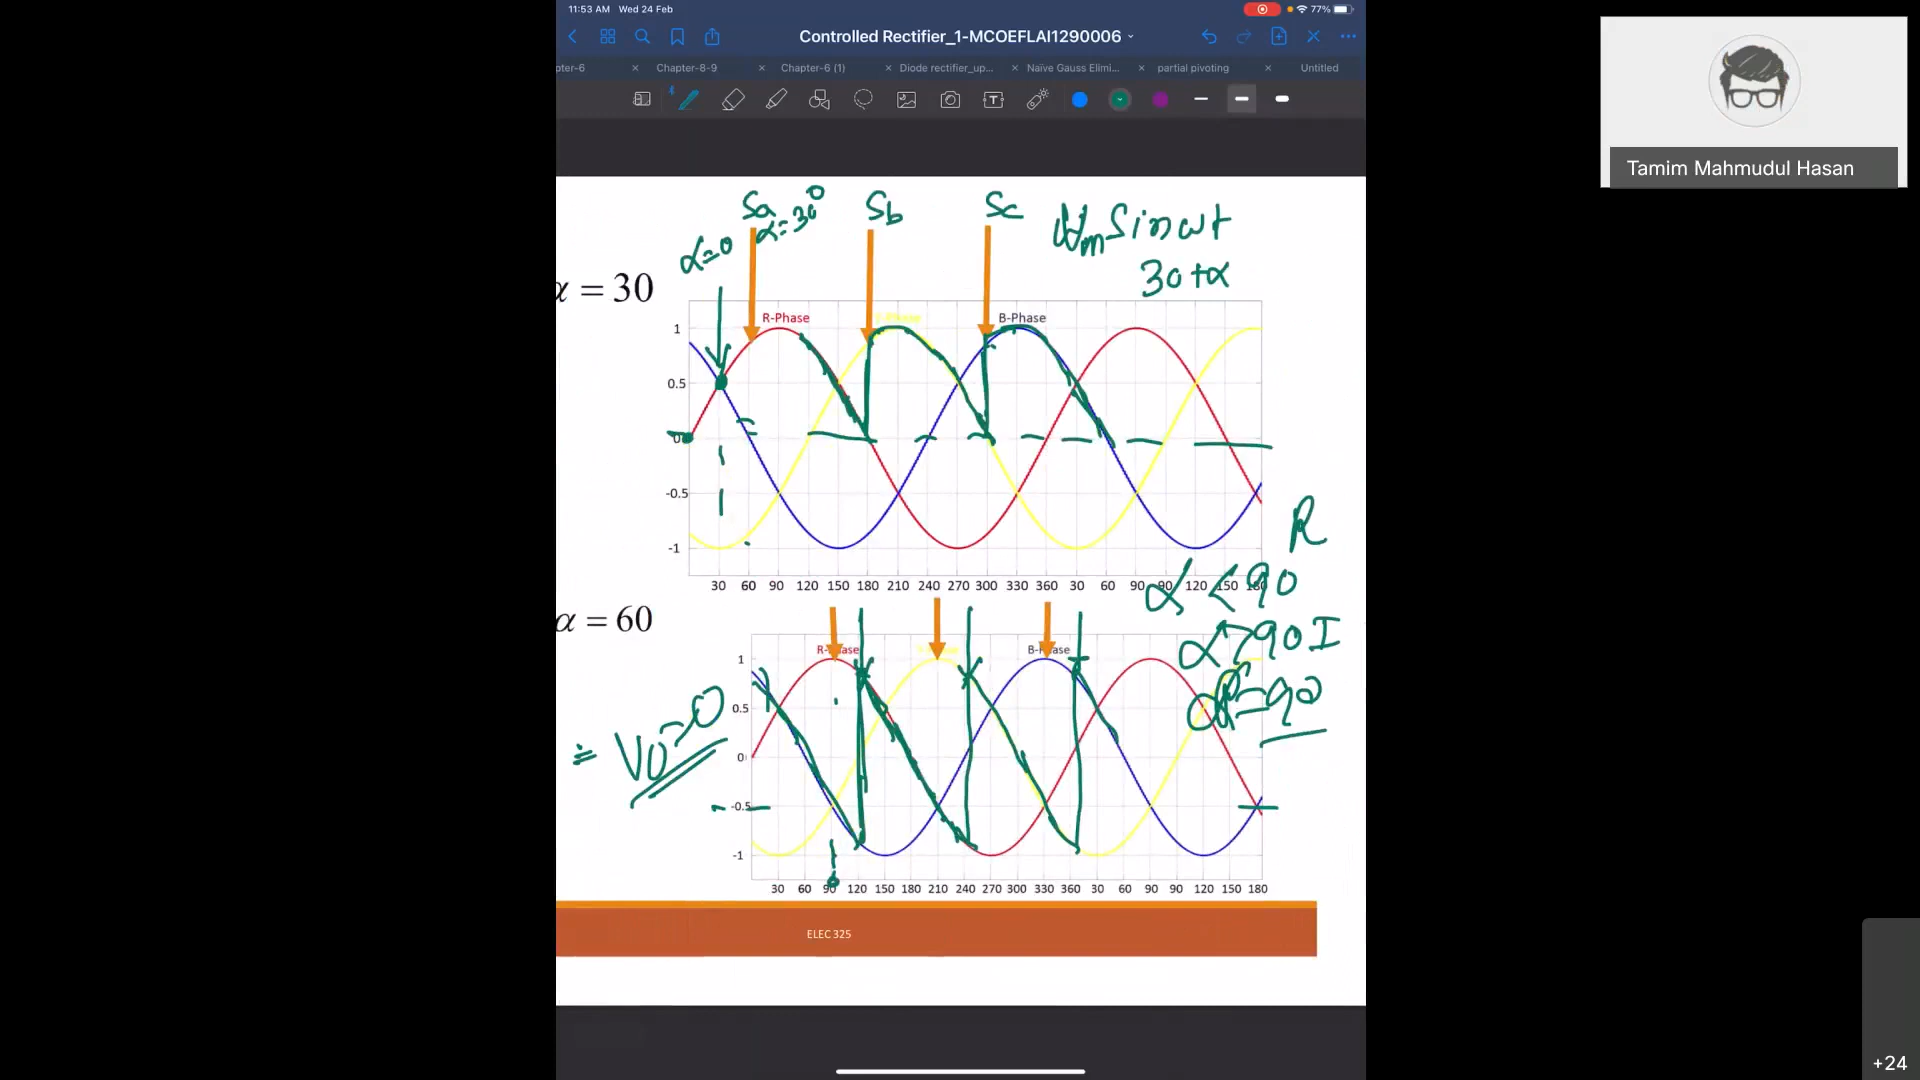 11:53 AM Wed 24 Feb
77%
Controlled Rectifier_1-MCOEFLAI1290006
pter-6
Chapter-8-9
Chapter-6 (1)
Diode rectifier_up...
Naïve Gauss Elimi...
partial pivoting
Untitled
Tamim Mahmudul Hasan
Sa
α=30°
Sb
Sc
Vm Sin ωt
30+α
α=0
α = 30
R-Phase
B-Phase
1
0.5
0
-0.5
-1
30 60 90 120 150 180 210 240 270 300 330 360 30 60 90 90 120 150 180
R
α < 90
α > 90 I
α = 90
α = 60
B-Phase
1
0.5
0
-0.5
-1
30 60 90 120 150 180 210 240 270 300 330 360 30 60 90 90 120 150 180
ELEC 325
+24